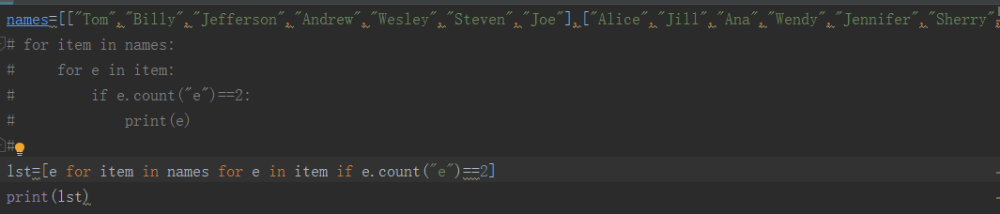 names=[["Tom","Billy","Jefferson","Andrew","Wesley","Steven","Joe"],["Alice","Jill","Ana","Wendy","Jennifer","Sherry"
# for item in names:
#     for e in item:
#         if e.count("e")==2:
#             print(e)
#
lst=[e for item in names for e in item if e.count("e")==2]
print(lst)